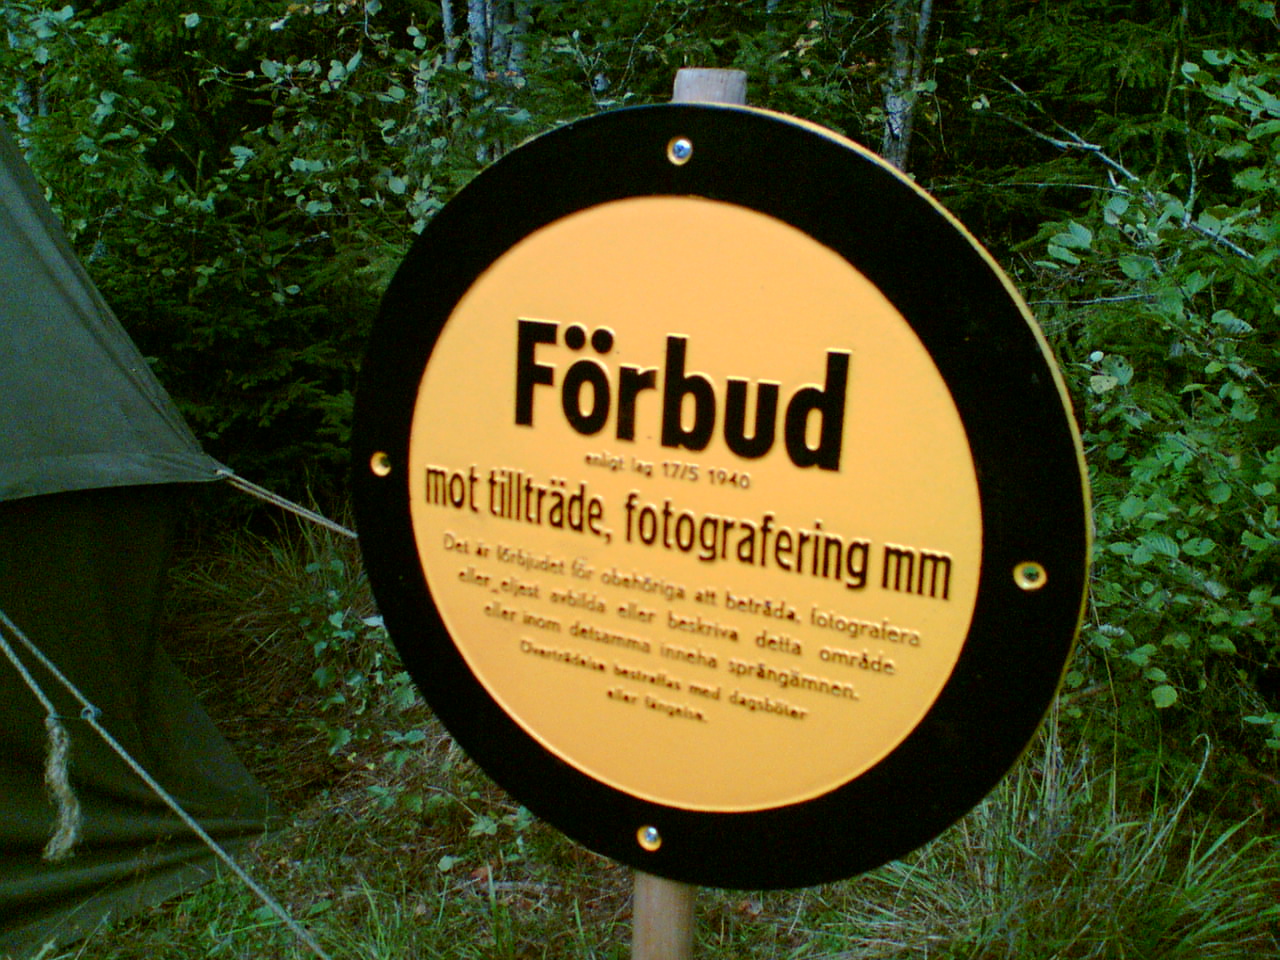 Förbud
enligt lag 17/5 1940
mot tillträde, fotografering mm
Det är förbjudet för obehöriga att beträda, fotografera
eller eljest avbilda eller beskriva detta område
eller inom detsamma inneha sprängämnen.
Överträdelse bestraffas med dagsböter
eller fängelse.